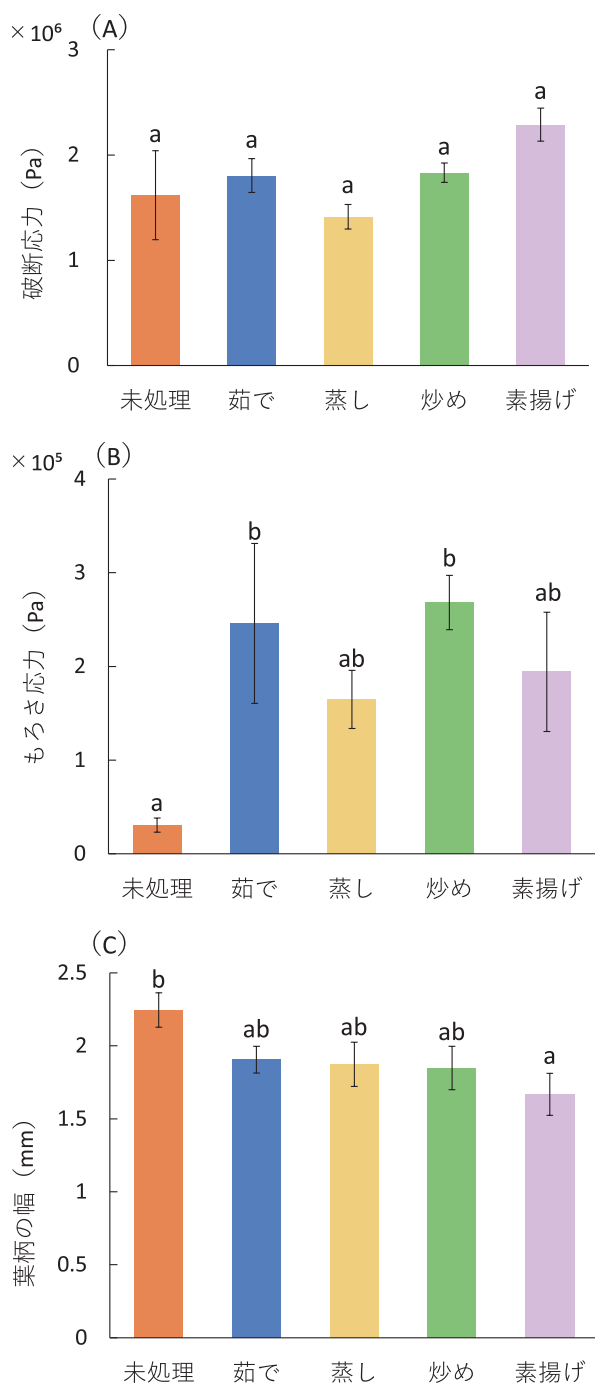 ×10⁶ (A)
3
2
1
0
破断応力 (Pa)
a a a a a
未処理 茹で 蒸し 炒め 素揚げ
×10⁵ (B)
4
3
2
1
0
もろさ応力 (Pa)
a b ab b ab
未処理 茹で 蒸し 炒め 素揚げ
(C)
2.5
2
1.5
1
0.5
0
葉柄の幅 (mm)
b ab ab ab a
未処理 茹で 蒸し 炒め 素揚げ